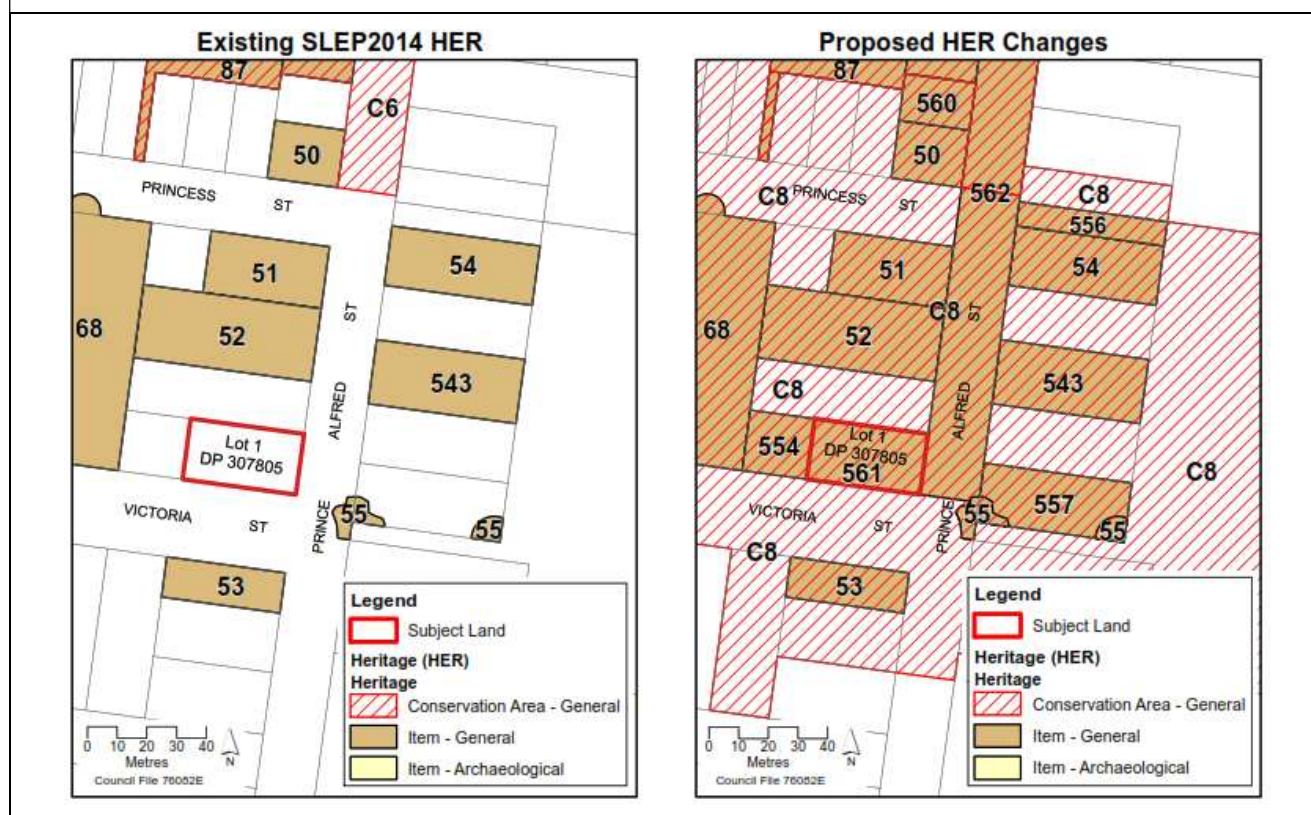 Existing SLEP2014 HER
87
C6
50
PRINCESS ST
51
54
ST
68
52
543
ALFRED
Lot 1
DP 307805
VICTORIA ST
PRINCE
55
55
53
Legend
Subject Land
Heritage (HER)
Heritage
Conservation Area - General
Item - General
Item - Archaeological
0 10 20 30 40
Metres
N
Council File 76082E
Proposed HER Changes
87
560
50
C8
PRINCESS
ST
562
C8
556
51
54
C8
ST
68
52
543
C8
ALFRED
Lot 1
DP 307805
554
561
C8
557
VICTORIA ST
PRINCE
55
55
C8
53
Legend
Subject Land
Heritage (HER)
Heritage
Conservation Area - General
Item - General
Item - Archaeological
0 10 20 30 40
Metres
N
Council File 76082E